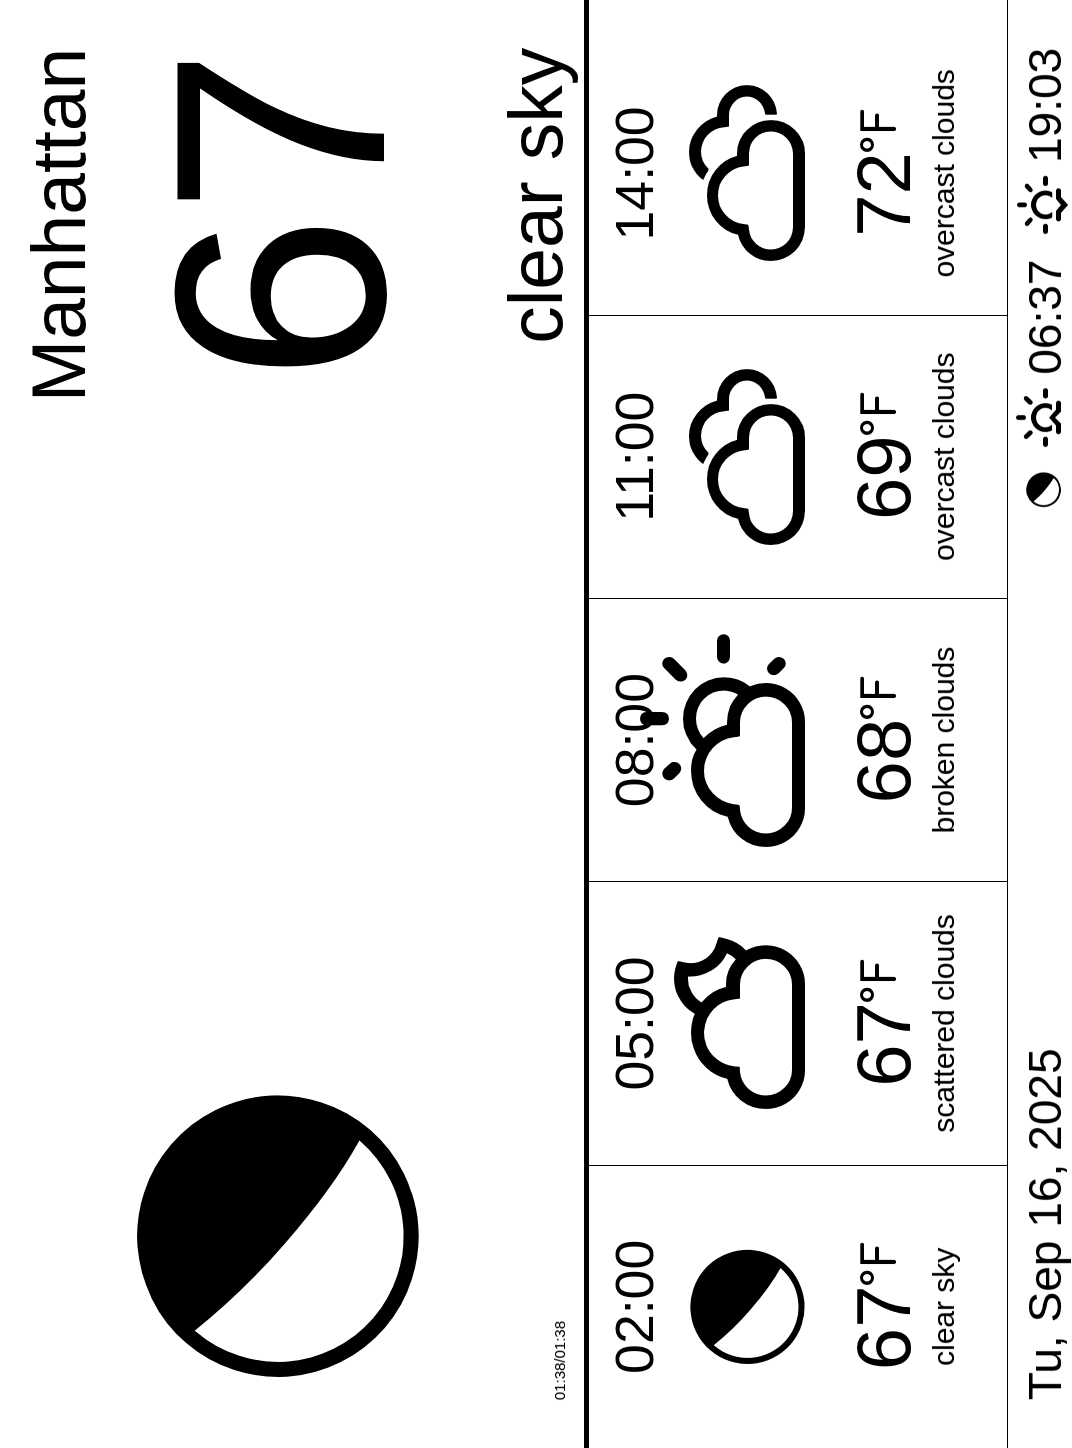 Manhattan
67
clear sky
01:38/01:38
02:00
67°F
clear sky
05:00
67°F
scattered clouds
08:00
68°F
broken clouds
11:00
69°F
overcast clouds
14:00
72°F
overcast clouds
Tu, Sep 16, 2025
06:37
19:03